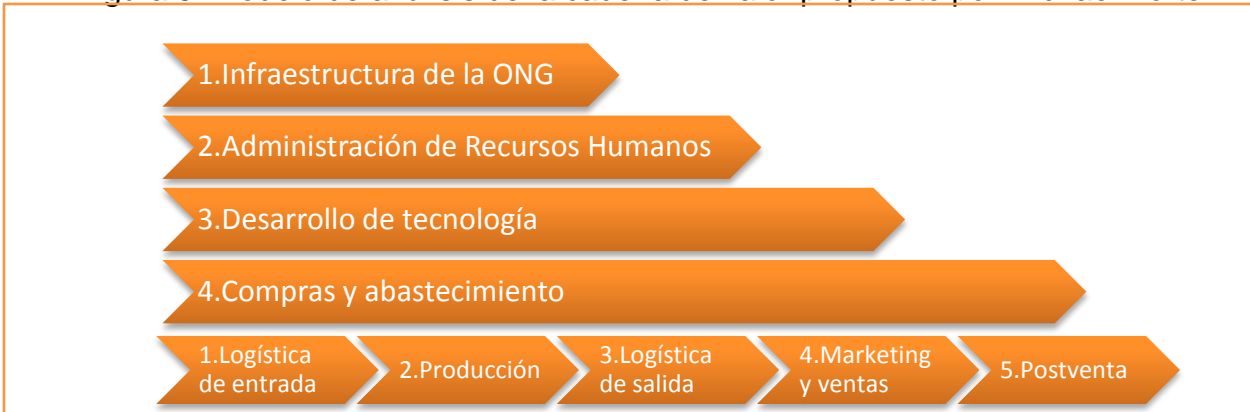 1.Infraestructura de la ONG
2.Administración de Recursos Humanos
3.Desarrollo de tecnología
4.Compras y abastecimiento
1.Logística
de entrada
2.Producción
3.Logística
de salida
4.Marketing
y ventas
5.Postventa